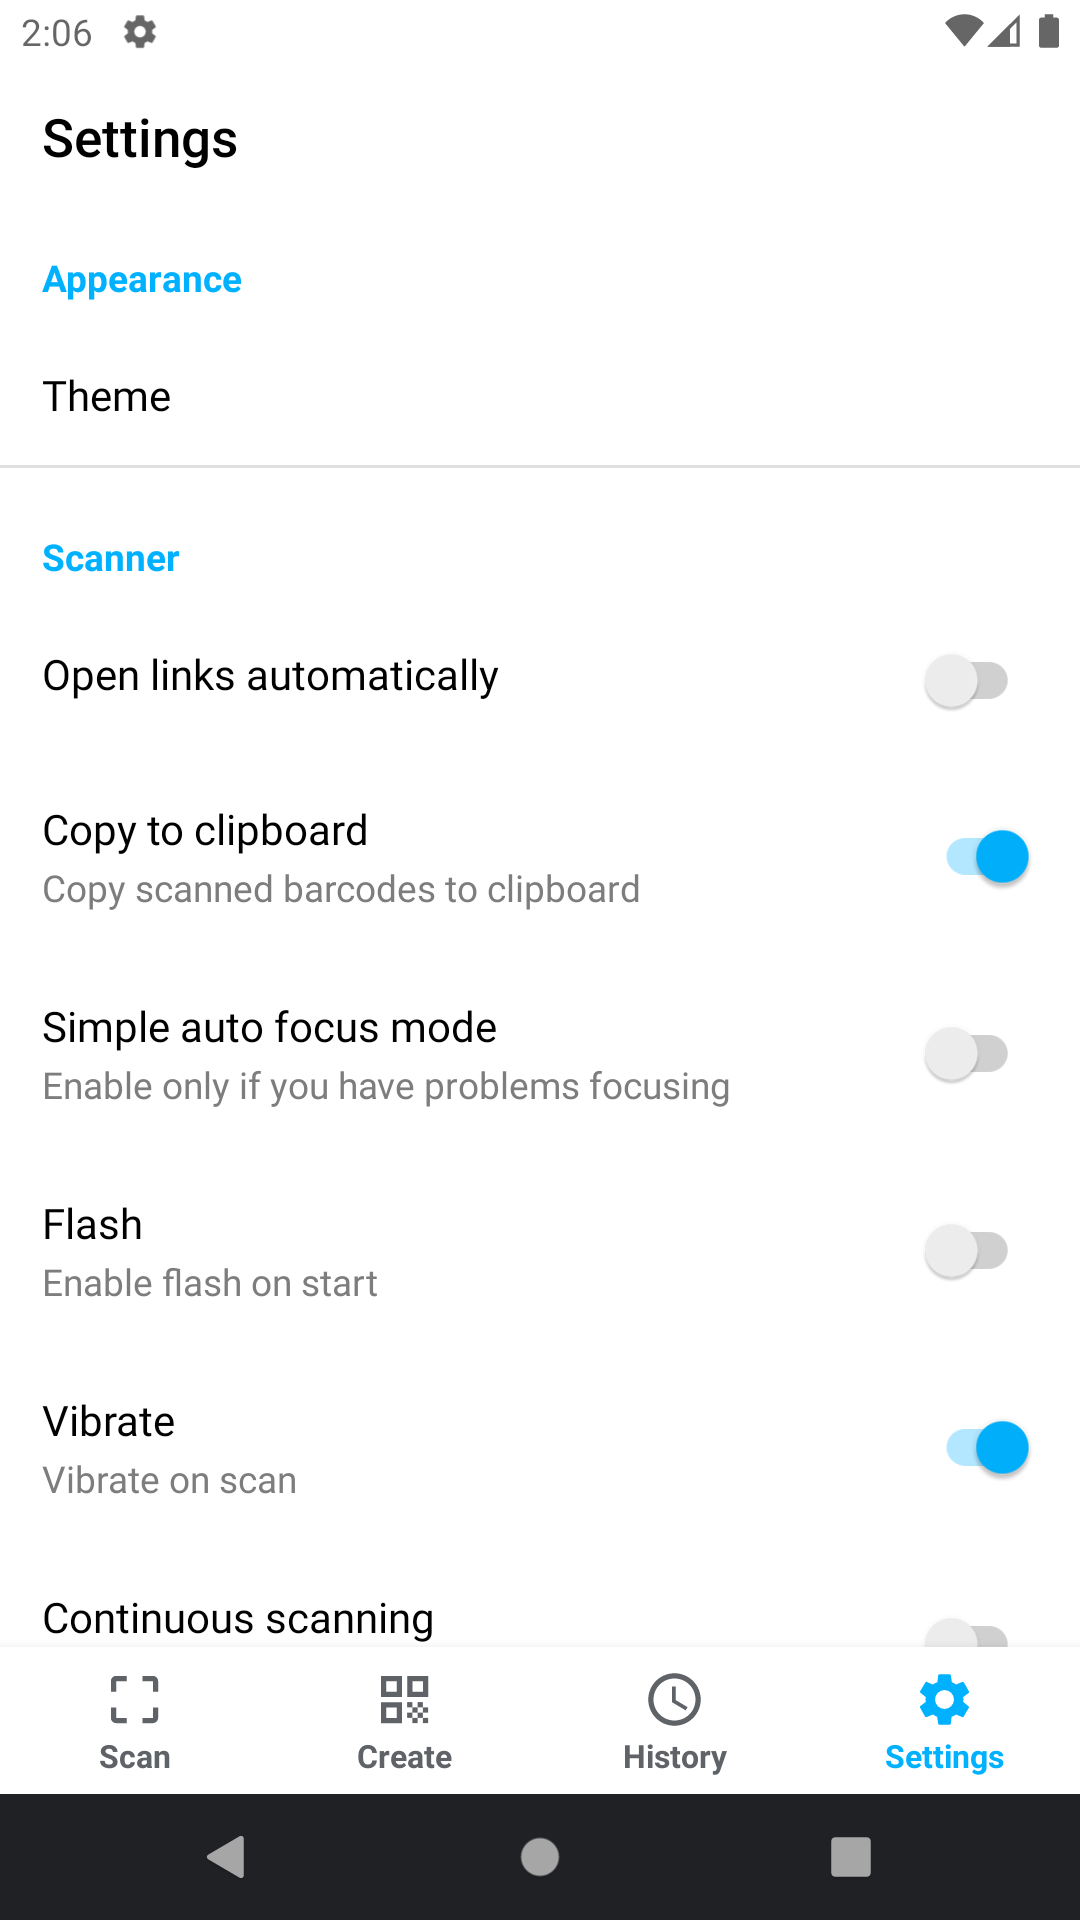 2:06
Settings
Appearance
Theme
Scanner
Open links automatically
Copy to clipboard
Copy scanned barcodes to clipboard
Simple auto focus mode
Enable only if you have problems focusing
Flash
Enable flash on start
Vibrate
Vibrate on scan
Continuous scanning
Scan
Create
History
Settings